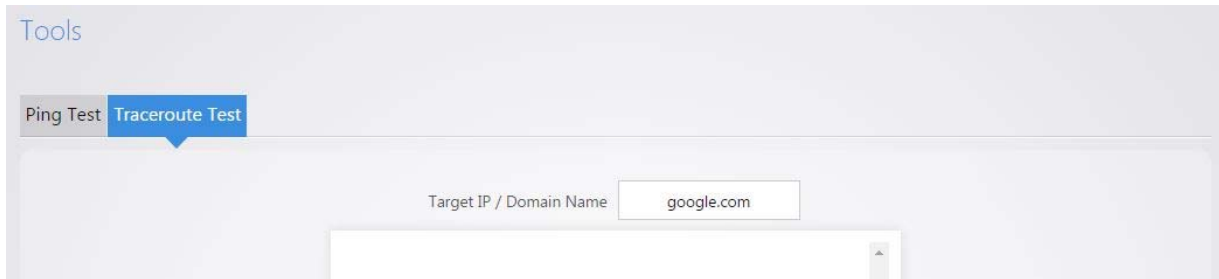 Tools
Ping Test Traceroute Test
Target IP / Domain Name google.com